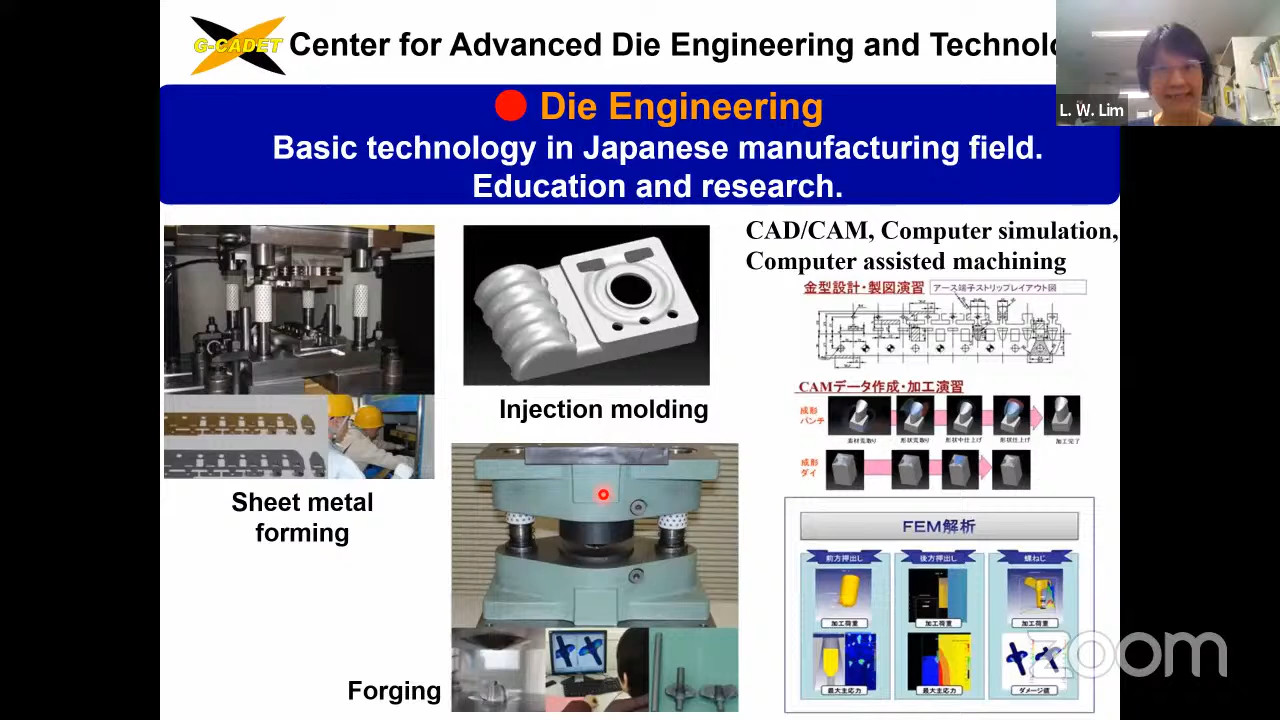 G-CADET
Center for Advanced Die Engineering and Technolo
L. W. Lim
Die Engineering
Basic technology in Japanese manufacturing field.
Education and research.
CAD/CAM, Computer simulation,
Computer assisted machining
金型設計・製図演習
アース端子ストリップレイアウト図
CAMデータ作成・加工演習
成形
パンチ
素材荒取り
形状荒取り
形状中仕上げ
形状仕上げ
加工完了
成形
ダイ
Injection molding
Sheet metal
forming
FEM解析
前方押出し
後方押出し
螺ねじ
加工荷重
加工荷重
加工荷重
最大主応力
最大主応力
ダメージ値
Forging
zoom